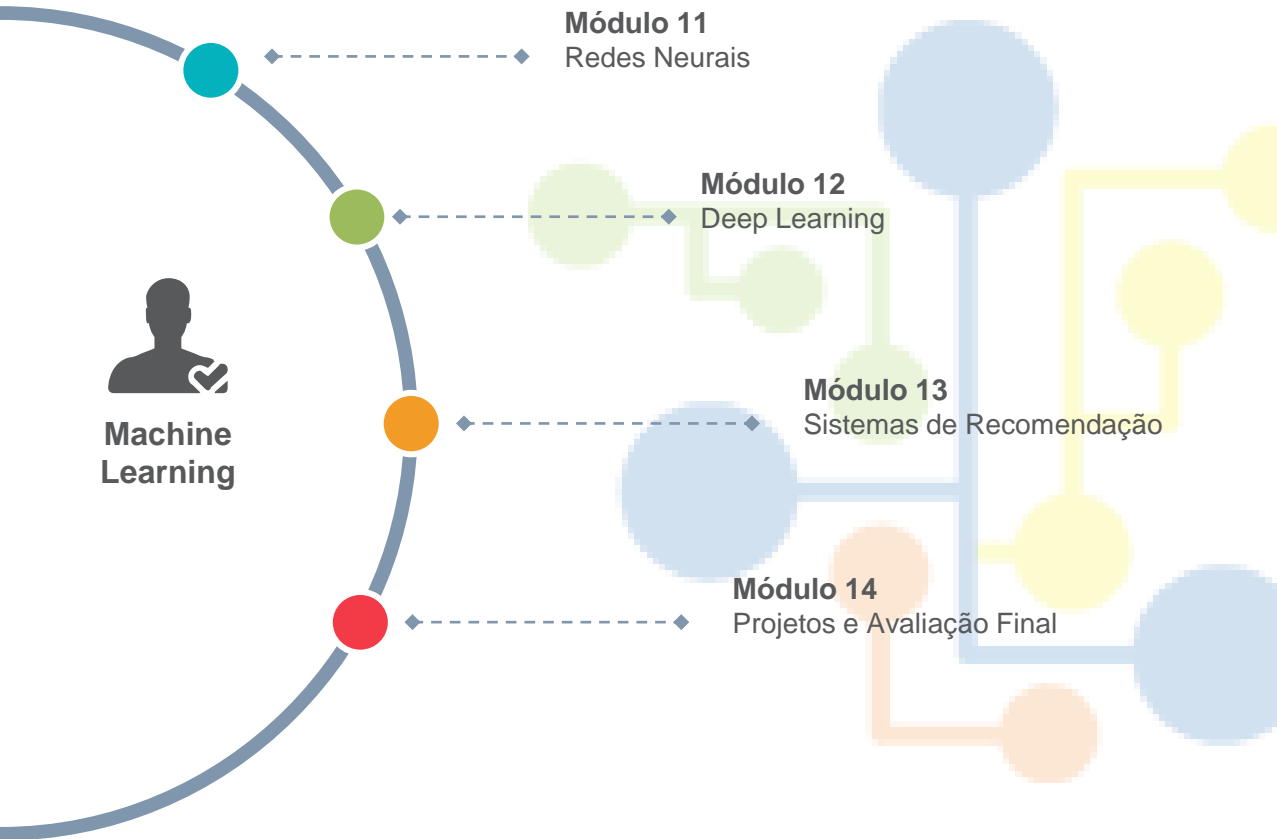 Módulo 11
Redes Neurais
Módulo 12
Deep Learning
Módulo 13
Sistemas de Recomendação
Machine
Learning
Módulo 14
Projetos e Avaliação Final